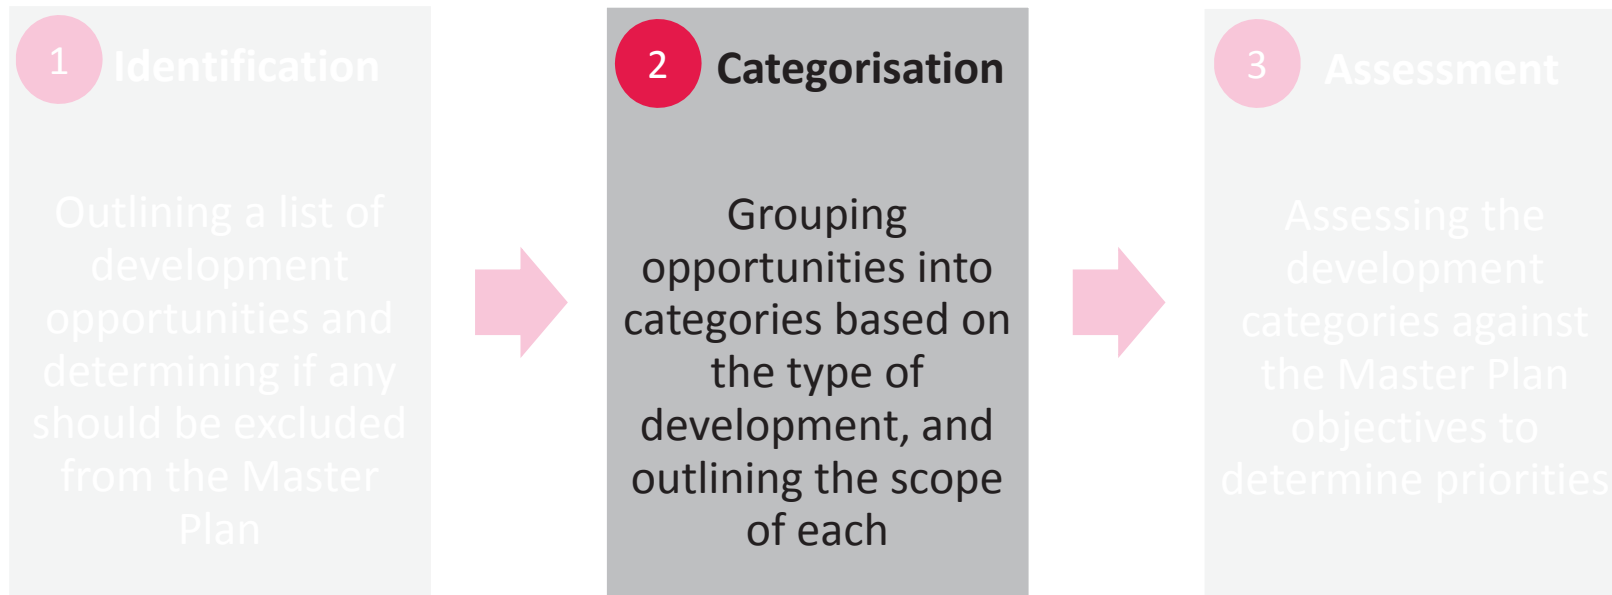 1 Identification
Outlining a list of
development
opportunities and
determining if any
should be excluded
from the Master
Plan
2 Categorisation
Grouping
opportunities into
categories based on
the type of
development, and
outlining the scope
of each
3 Assessment
Assessing the
development
categories against
the Master Plan
objectives to
determine priorities